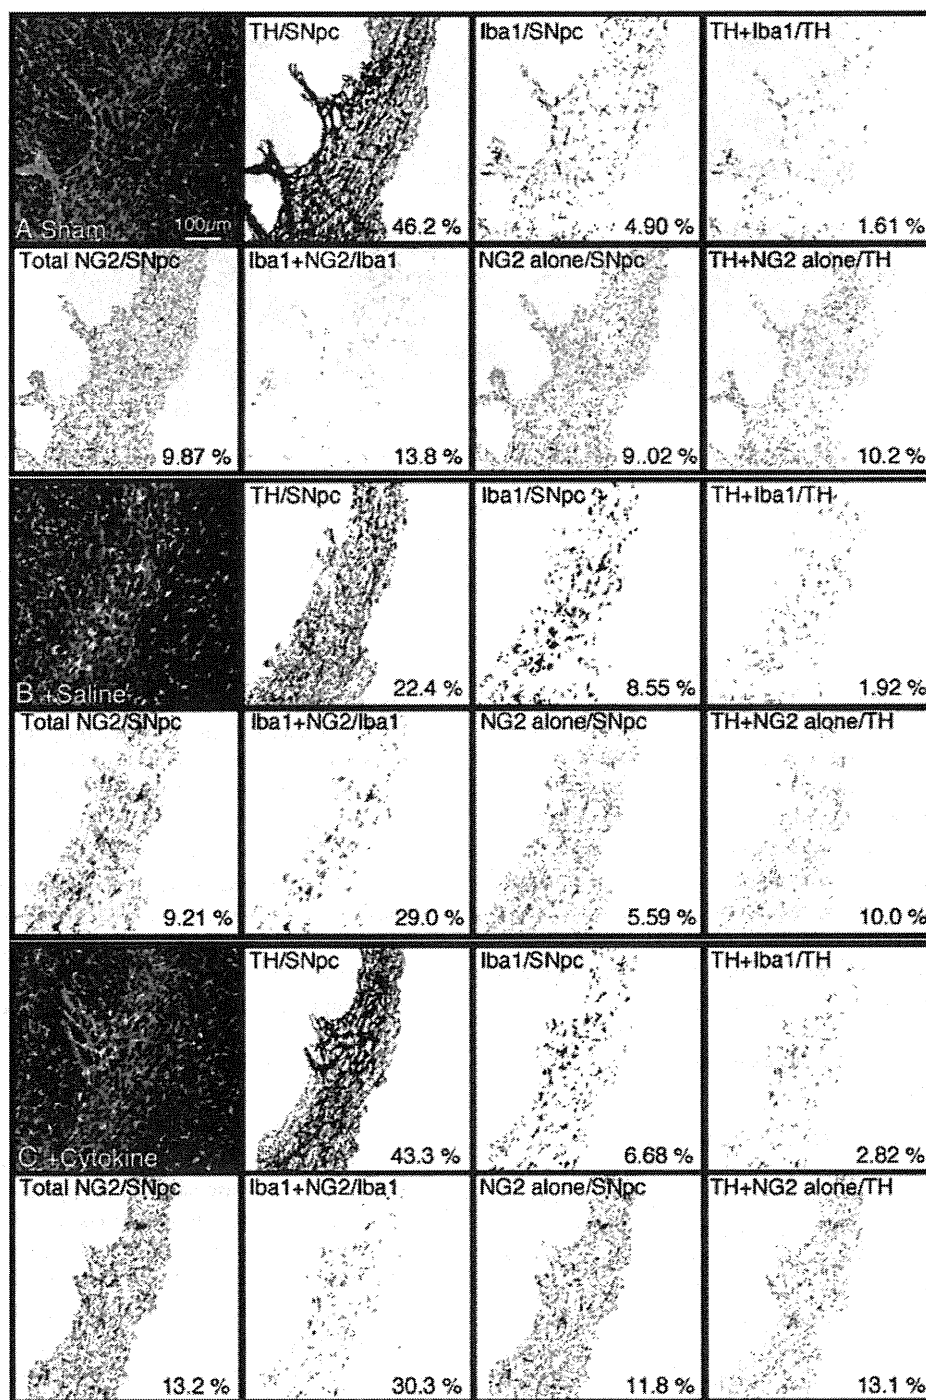 TH/SNpc
Iba1/SNpc
TH+Iba1/TH
A Sham
100µm
46.2 %
4.90 %
1.61 %
Total NG2/SNpc
Iba1+NG2/Iba1
NG2 alone/SNpc
TH+NG2 alone/TH
9.87 %
13.8 %
9..02 %
10.2 %
TH/SNpc
Iba1/SNpc
TH+Iba1/TH
B +Saline
22.4 %
8.55 %
1.92 %
Total NG2/SNpc
Iba1+NG2/Iba1
NG2 alone/SNpc
TH+NG2 alone/TH
9.21 %
29.0 %
5.59 %
10.0 %
TH/SNpc
Iba1/SNpc
TH+Iba1/TH
C +Cytokine
43.3 %
6.68 %
2.82 %
Total NG2/SNpc
Iba1+NG2/Iba1
NG2 alone/SNpc
TH+NG2 alone/TH
13.2 %
30.3 %
11.8 %
13.1 %